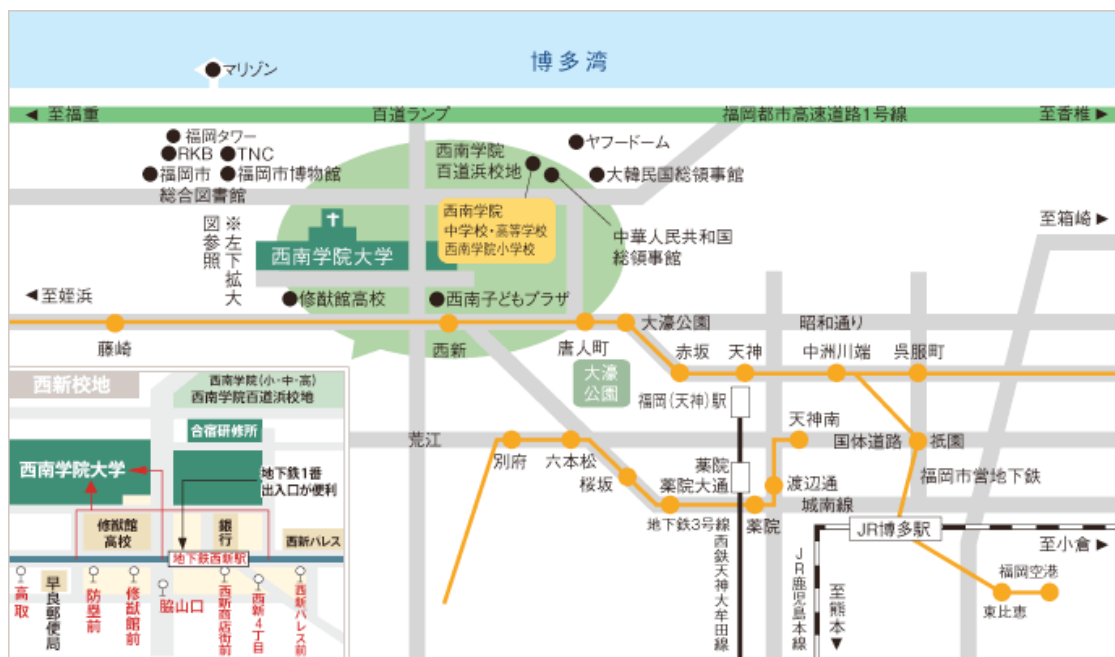 博多湾
マリゾン
◀ 至福重
百道ランプ
福岡都市高速道路1号線
至香椎 ▶
福岡タワー
RKB
TNC
福岡市
総合図書館
福岡市博物館
西南学院
百道浜校地
ヤフードーム
大韓民国総領事館
西南学院
中学校・高等学校
西南学院小学校
中華人民共和国
総領事館
至箱崎
※左下拡大
図参照
西南学院大学
◀至姪浜
修猷館高校
西南子どもプラザ
大濠公園
昭和通り
藤崎
西新
唐人町
赤坂
天神
中洲川端
呉服町
大濠
公園
福岡(天神)駅
天神南
荒江
別府
六本松
桜坂
国体道路
祇園
薬院
薬院大通
渡辺通
福岡市営地下鉄
地下鉄3号線
薬院
城南線
JR博多駅
至小倉 ▶
西鉄天神大牟田線
JR鹿児島本線
至熊本▼
福岡空港
東比恵
西新校地
西南学院(小・中・高)
西南学院百道浜校地
合宿研修所
西南学院大学
地下鉄1番
出入口が便利
修猷館
高校
銀行
西新パレス
地下鉄西新駅
高取
早良郵便局
防塁前
修猷館前
脇山口
西新商店街前
西新4丁目
西新パレス前